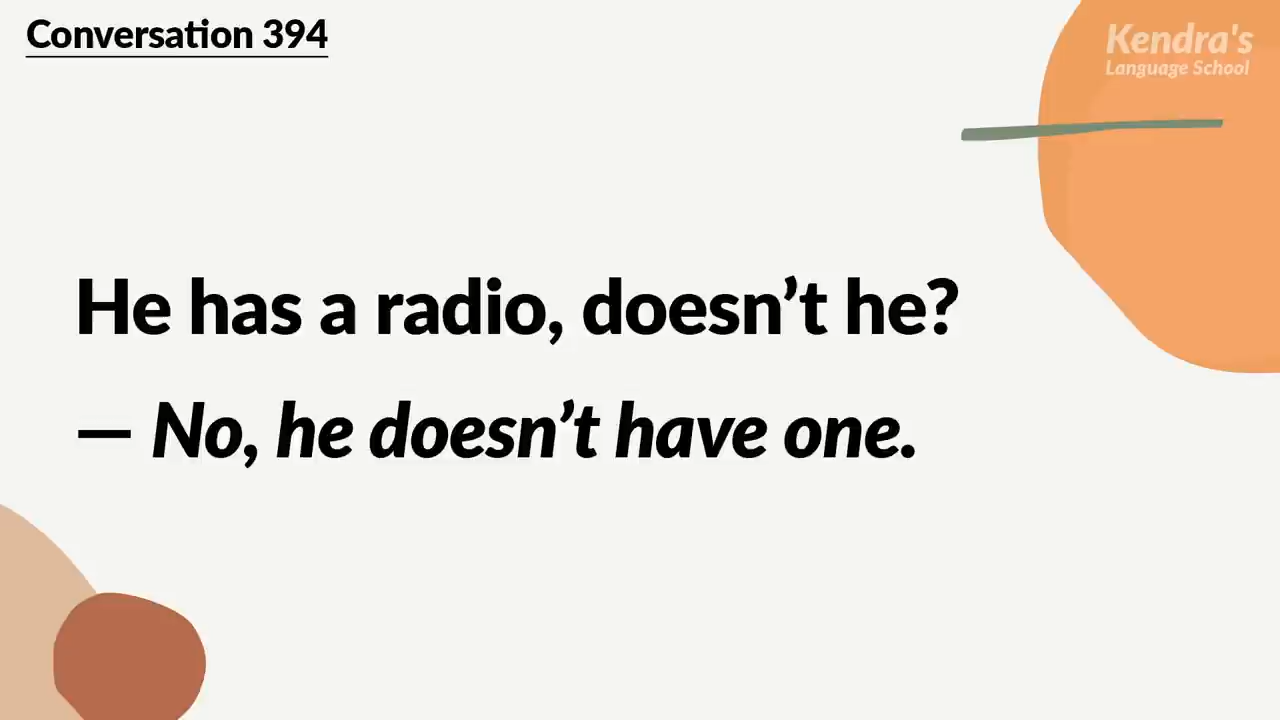 Conversation 394
Kendra's
Language School
He has a radio, doesn’t he?
— No, he doesn’t have one.